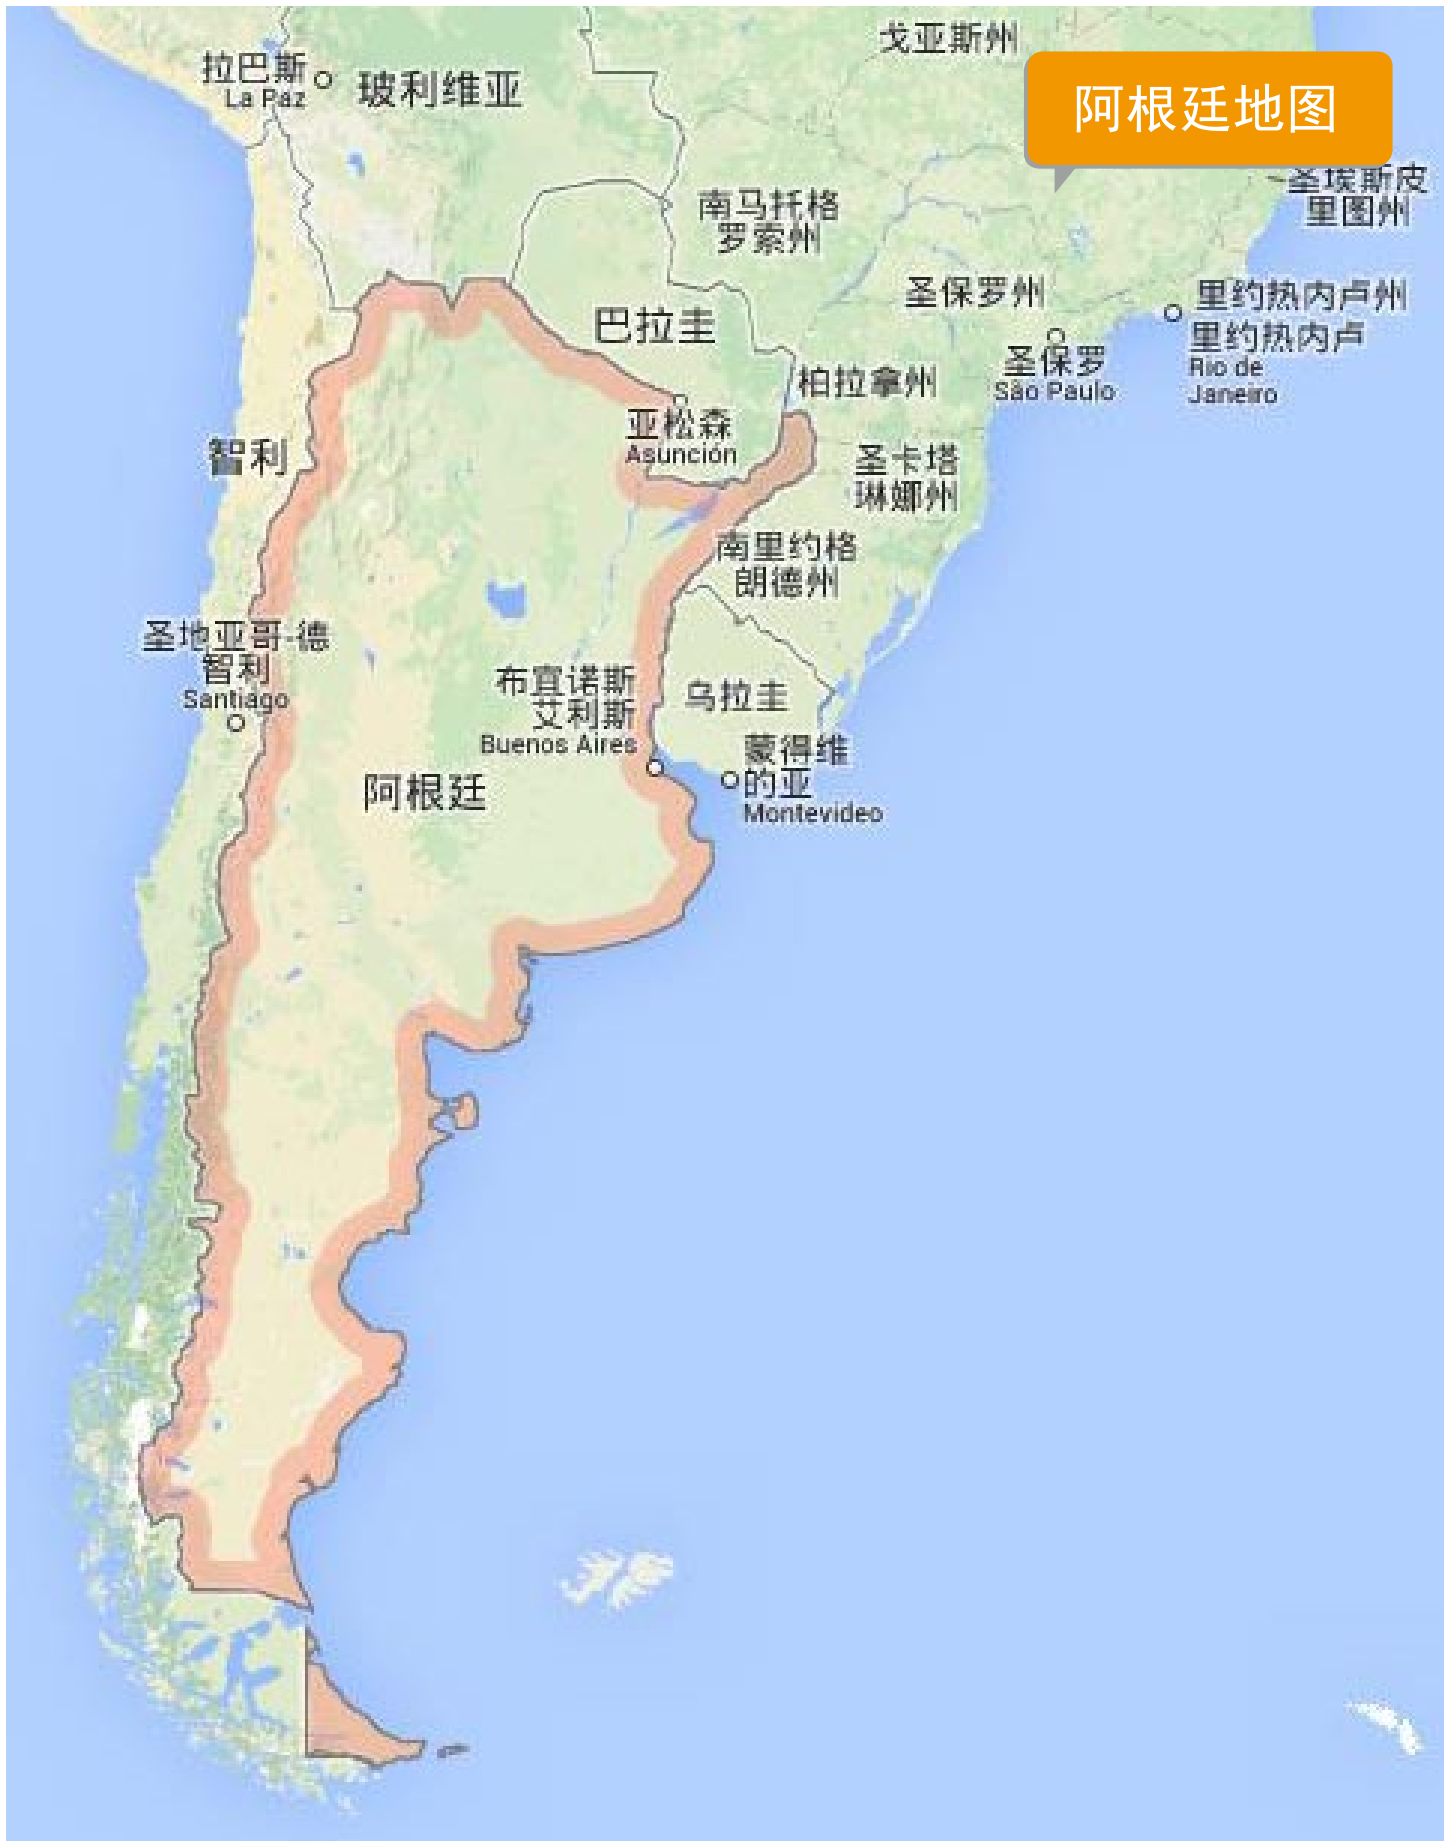 戈亚斯州
阿根廷地图
拉巴斯
La Paz
玻利维亚
圣埃斯皮
里图州
南马托格
罗索州
圣保罗州
里约热内卢州
里约热内卢
Rio de
Janeiro
巴拉圭
圣保罗
São Paulo
柏拉拿州
亚松森
Asunción
智利
圣卡塔
琳娜州
南里约格
朗德州
圣地亚哥-德
智利
Santiago
布宜诺斯
艾利斯
Buenos Aires
乌拉圭
蒙得维
的亚
Montevideo
阿根廷